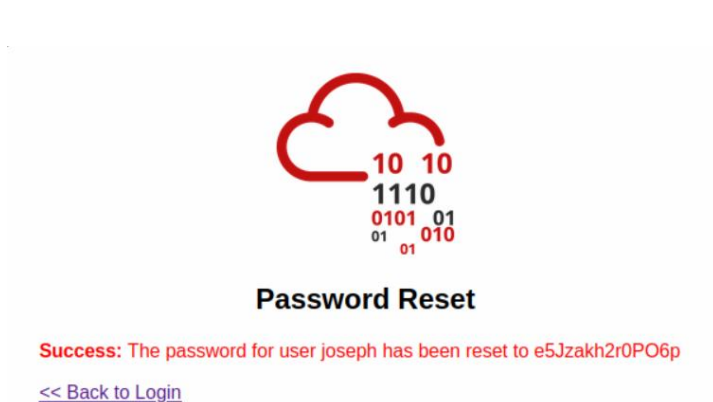 10 10
1110
0101 01
01 010
01
Password Reset
Success: The password for user joseph has been reset to e5Jzakh2r0PO6p
<< Back to Login